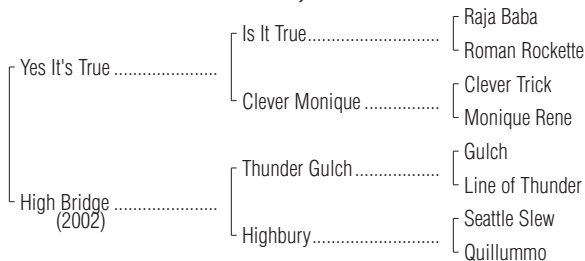 Raja Baba
Is It True
Roman Rockette
Yes It's True
Clever Trick
Clever Monique
Monique Rene
Gulch
Thunder Gulch
Line of Thunder
High Bridge
(2002)
Seattle Slew
Highbury
Quillummo